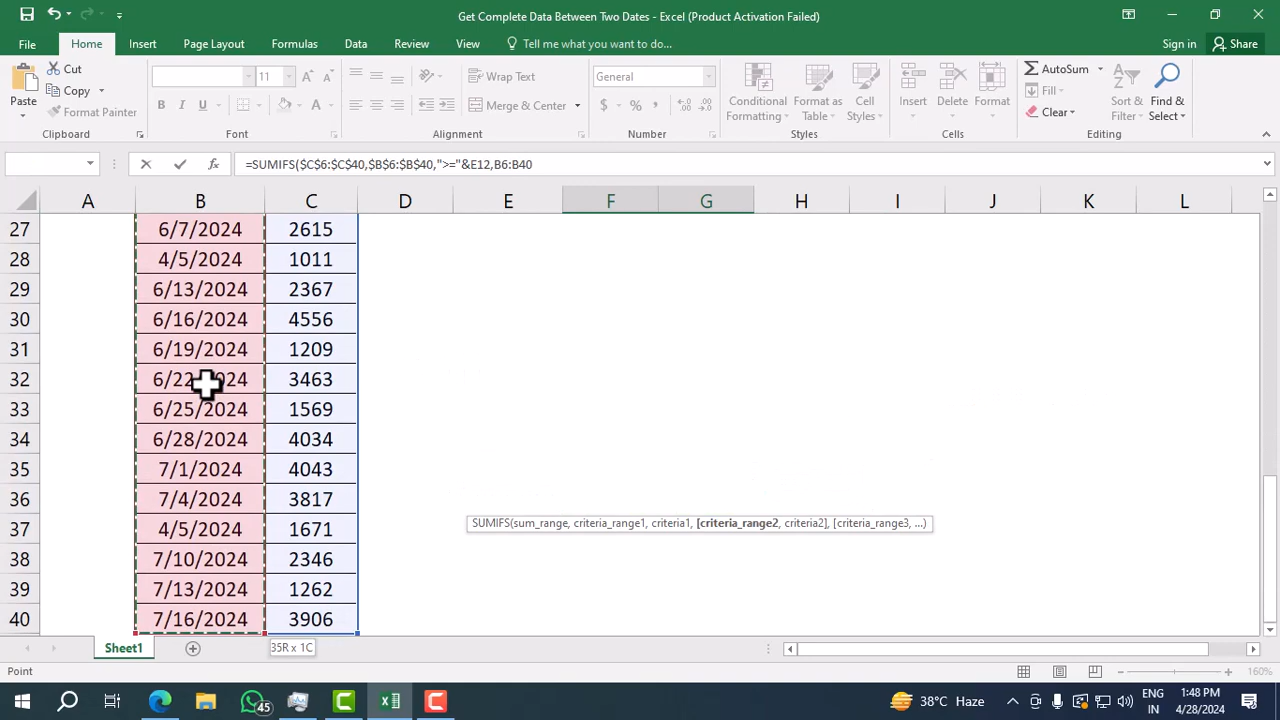 Get Complete Data Between Two Dates - Excel (Product Activation Failed)
File Home Insert Page Layout Formulas Data Review View Tell me what you want to do... Sign in Share
Paste Cut Copy Format Painter
Clipboard
11 A A B I U A
Font
Wrap Text
Merge & Center
Alignment
General
$ %
Number
Conditional Formatting Format as Table Cell Styles
Styles
Insert Delete Format
Cells
AutoSum Fill Clear Sort & Filter Find & Select
Editing
fx =SUMIFS($C$6:$C$40,$B$6:$B$40,">="&E12,B6:B40
A B C D E F G H I J K L
27 6/7/2024 2615
28 4/5/2024 1011
29 6/13/2024 2367
30 6/16/2024 4556
31 6/19/2024 1209
32 6/22 024 3463
33 6/25/2024 1569
34 6/28/2024 4034
35 7/1/2024 4043
36 7/4/2024 3817
SUMIFS(sum_range, criteria_range1, criteria1, [criteria_range2, criteria2], [criteria_range3, ...)
37 4/5/2024 1671
38 7/10/2024 2346
39 7/13/2024 1262
40 7/16/2024 3906
35R x 1C
Sheet1
Point 160%
45 38°C Haze ENG IN 1:48 PM 4/28/2024